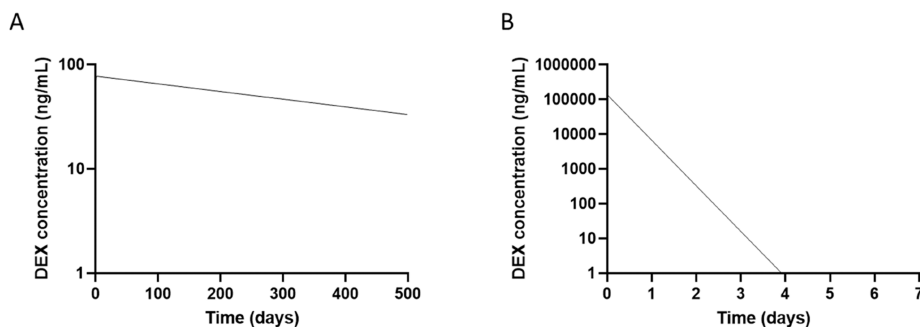 A
DEX concentration (ng/mL)
100
10
1
0 100 200 300 400 500
Time (days)
B
DEX concentration (ng/mL)
1000000
100000
10000
1000
100
10
1
0 1 2 3 4 5 6 7
Time (days)